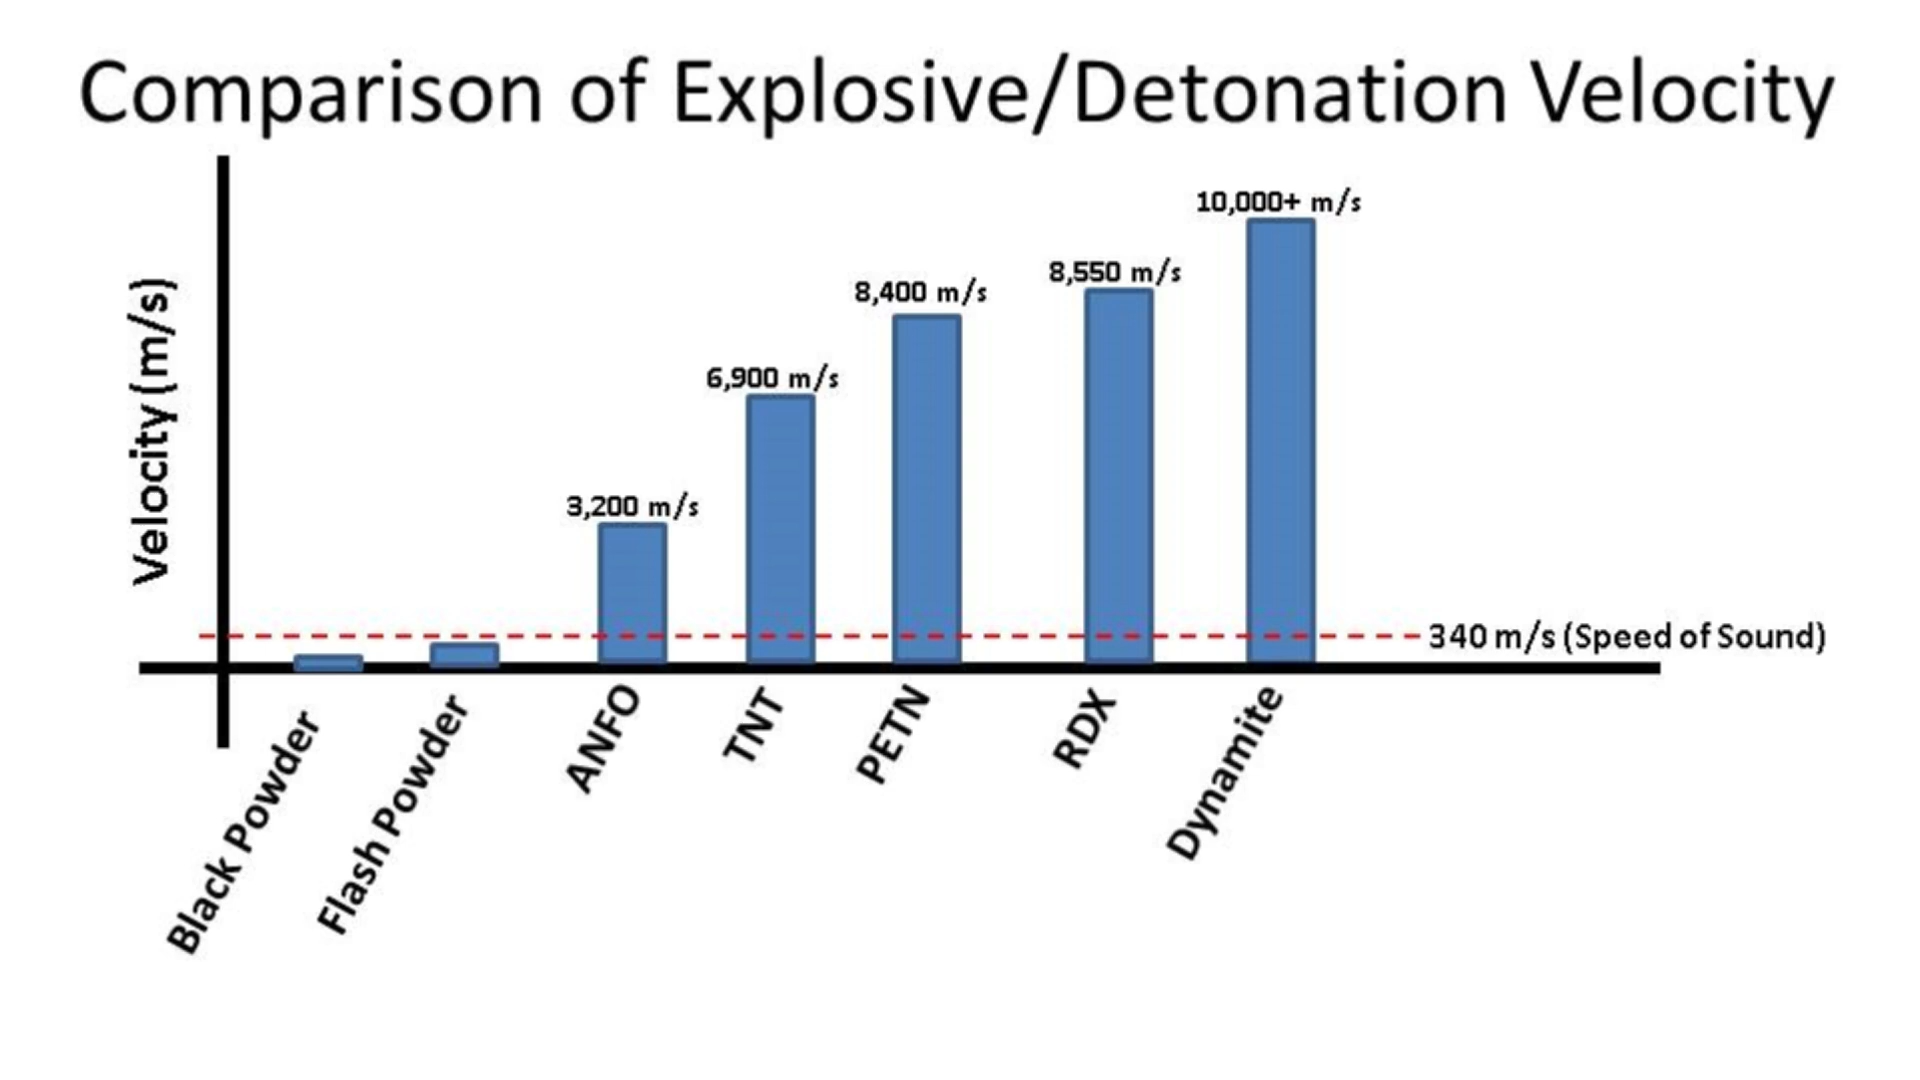 Comparison of Explosive/Detonation Velocity
Velocity (m/s)
3,200 m/s
6,900 m/s
8,400 m/s
8,550 m/s
10,000+ m/s
340 m/s (Speed of Sound)
Black Powder
Flash Powder
ANFO
TNT
PETN
RDX
Dynamite